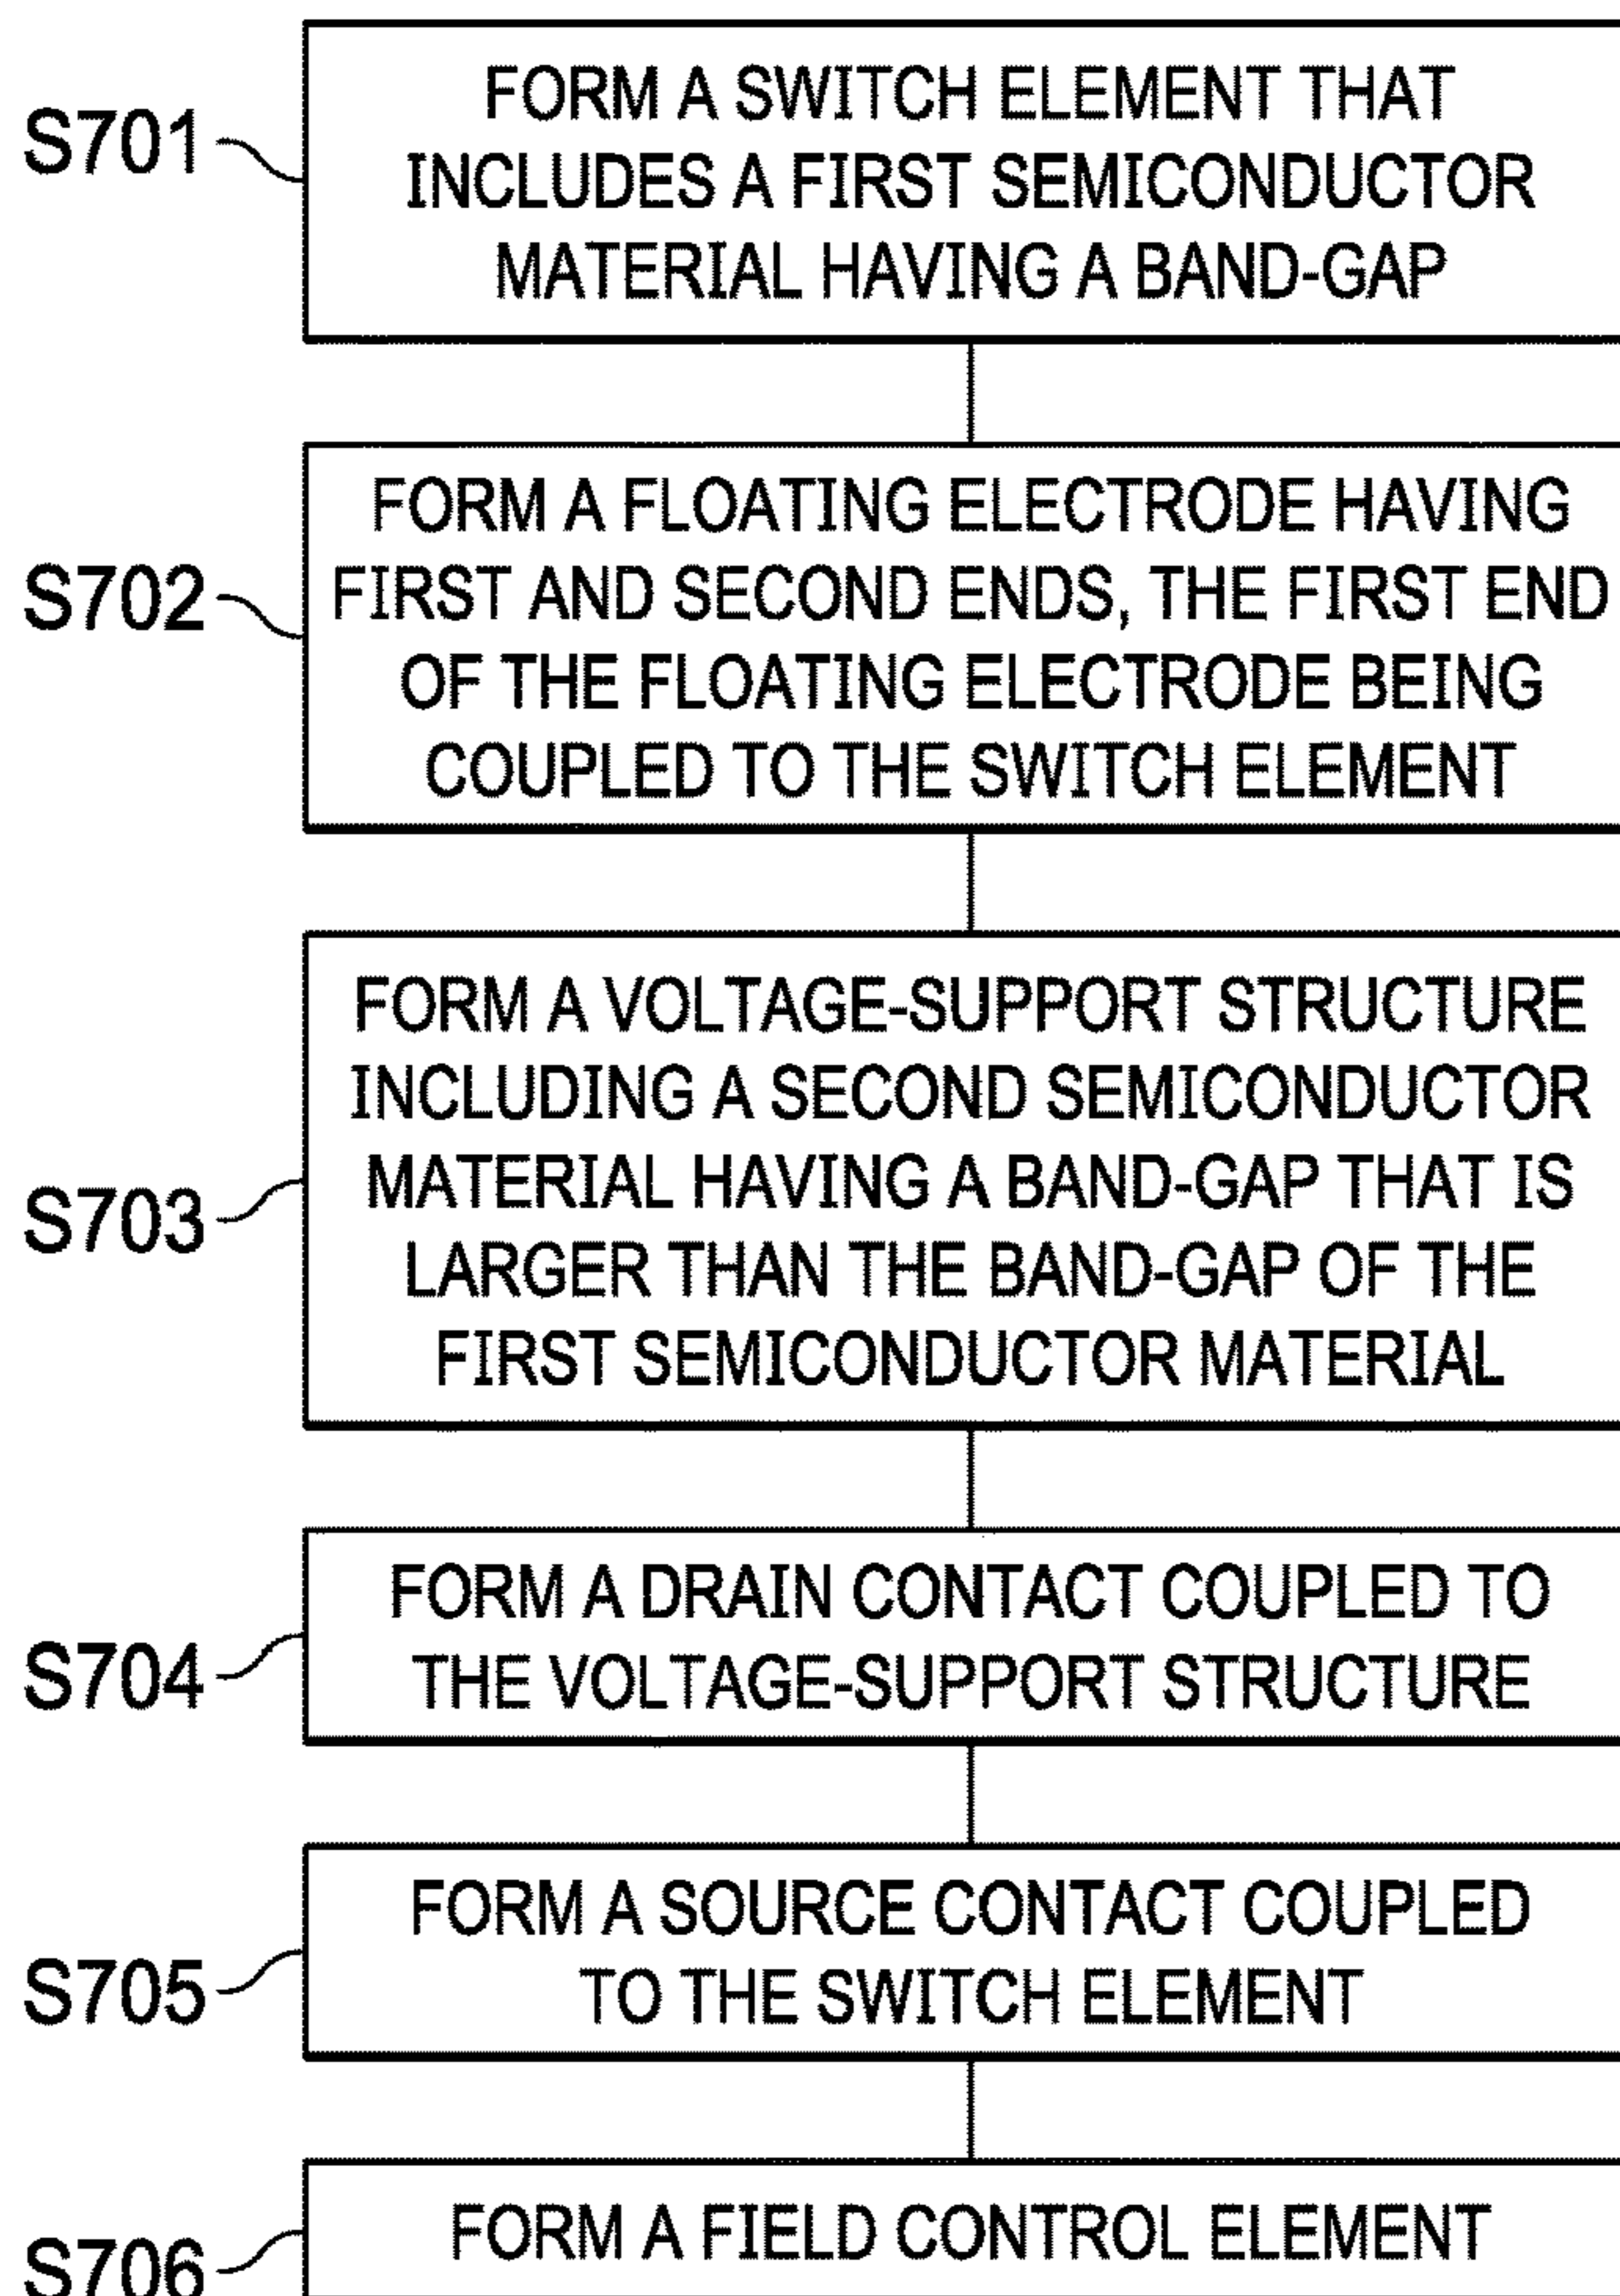 S701
FORM A SWITCH ELEMENT THAT
INCLUDES A FIRST SEMICONDUCTOR
MATERIAL HAVING A BAND-GAP
S702
FORM A FLOATING ELECTRODE HAVING
FIRST AND SECOND ENDS, THE FIRST END
OF THE FLOATING ELECTRODE BEING
COUPLED TO THE SWITCH ELEMENT
S703
FORM A VOLTAGE-SUPPORT STRUCTURE
INCLUDING A SECOND SEMICONDUCTOR
MATERIAL HAVING A BAND-GAP THAT IS
LARGER THAN THE BAND-GAP OF THE
FIRST SEMICONDUCTOR MATERIAL
S704
FORM A DRAIN CONTACT COUPLED TO
THE VOLTAGE-SUPPORT STRUCTURE
S705
FORM A SOURCE CONTACT COUPLED
TO THE SWITCH ELEMENT
S706
FORM A FIELD CONTROL ELEMENT